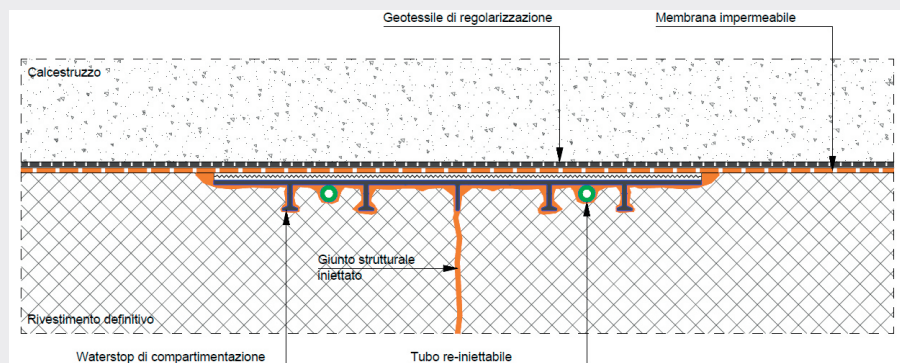 Geotessile di regolarizzazione
Membrana impermeabile
Calcestruzzo
Giunto strutturale
iniettato
Rivestimento definitivo
Waterstop di compartimentazione
Tubo re-iniettabile